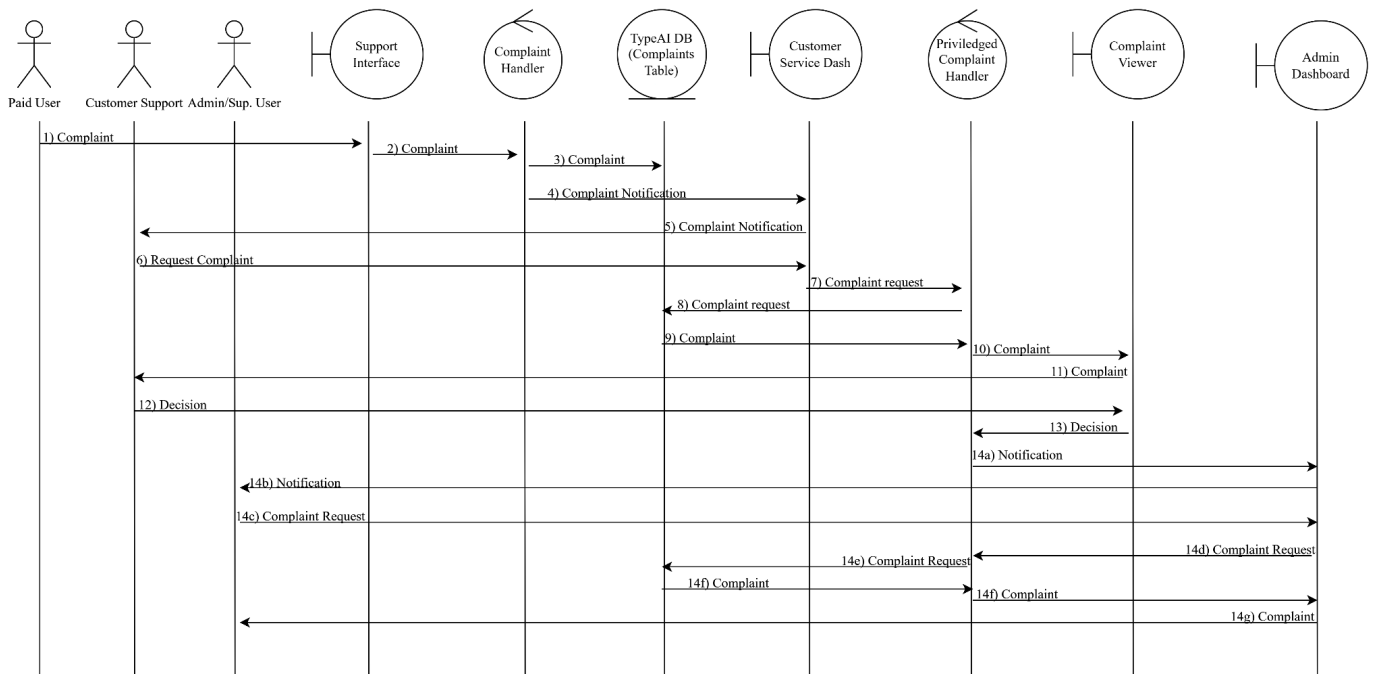 Paid User
Customer Support
Admin/Sup. User
Support
Interface
Complaint
Handler
TypeAI DB
(Complaints
Table)
Customer
Service Dash
Priviledged
Complaint
Handler
Complaint
Viewer
Admin
Dashboard
1) Complaint
2) Complaint
3) Complaint
4) Complaint Notification
5) Complaint Notification
6) Request Complaint
7) Complaint request
8) Complaint request
9) Complaint
10) Complaint
11) Complaint
12) Decision
13) Decision
14a) Notification
14b) Notification
14c) Complaint Request
14d) Complaint Request
14e) Complaint Request
14f) Complaint
14f) Complaint
14g) Complaint